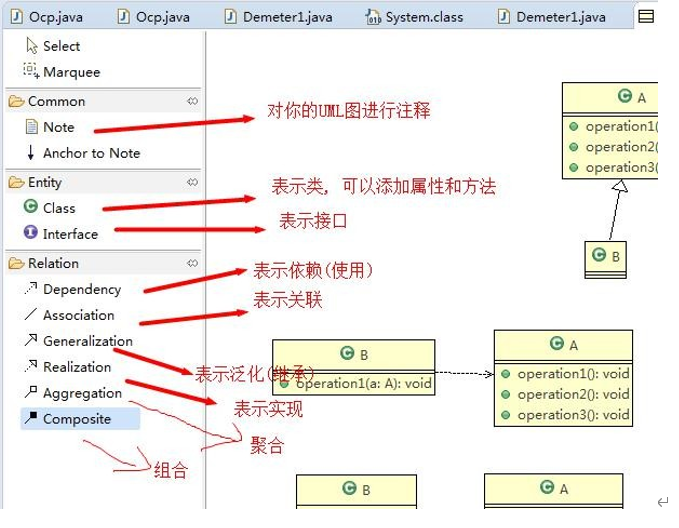 Ocp.java
Ocp.java
Demeter1.java
System.class
Demeter1.java
Select
Marquee
Common
Note
Anchor to Note
Entity
Class
Interface
Relation
Dependency
Association
Generalization
Realization
Aggregation
Composite
对你的UML图进行注释
表示类, 可以添加属性和方法
表示接口
表示依赖(使用)
表示关联
表示泛化(继承)
表示实现
聚合
组合
A
operation1(
operation2(
operation3(
B
B
operation1(a: A): void
A
operation1(): void
operation2(): void
operation3(): void
B
A